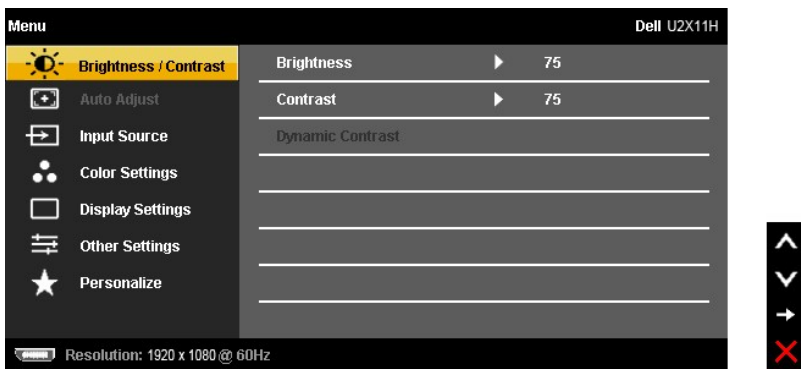 Menu Dell U2X11H
Brightness / Contrast Brightness 75
Auto Adjust Contrast 75
Input Source Dynamic Contrast
Color Settings
Display Settings
Other Settings
Personalize
Resolution: 1920 x 1080 @ 60Hz